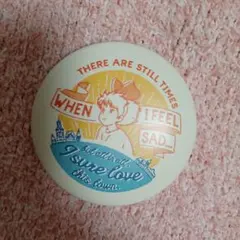 THERE ARE STILL TIMES
WHEN I FEEL
SAD...
I sure love
this town.